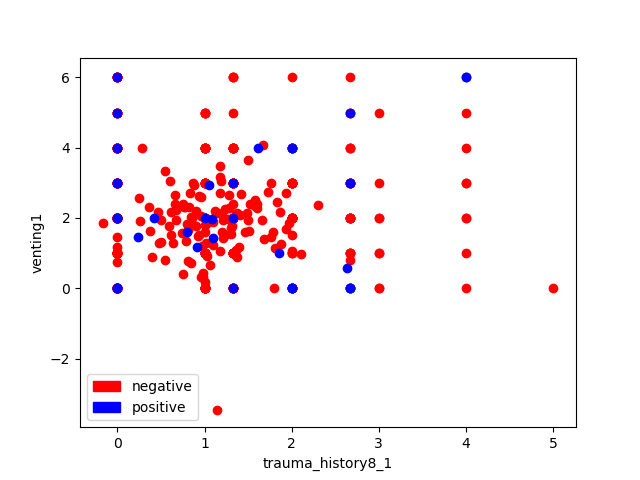 6
4
2
0
−2
venting1
negative
positive
0 1 2 3 4 5
trauma_history8_1